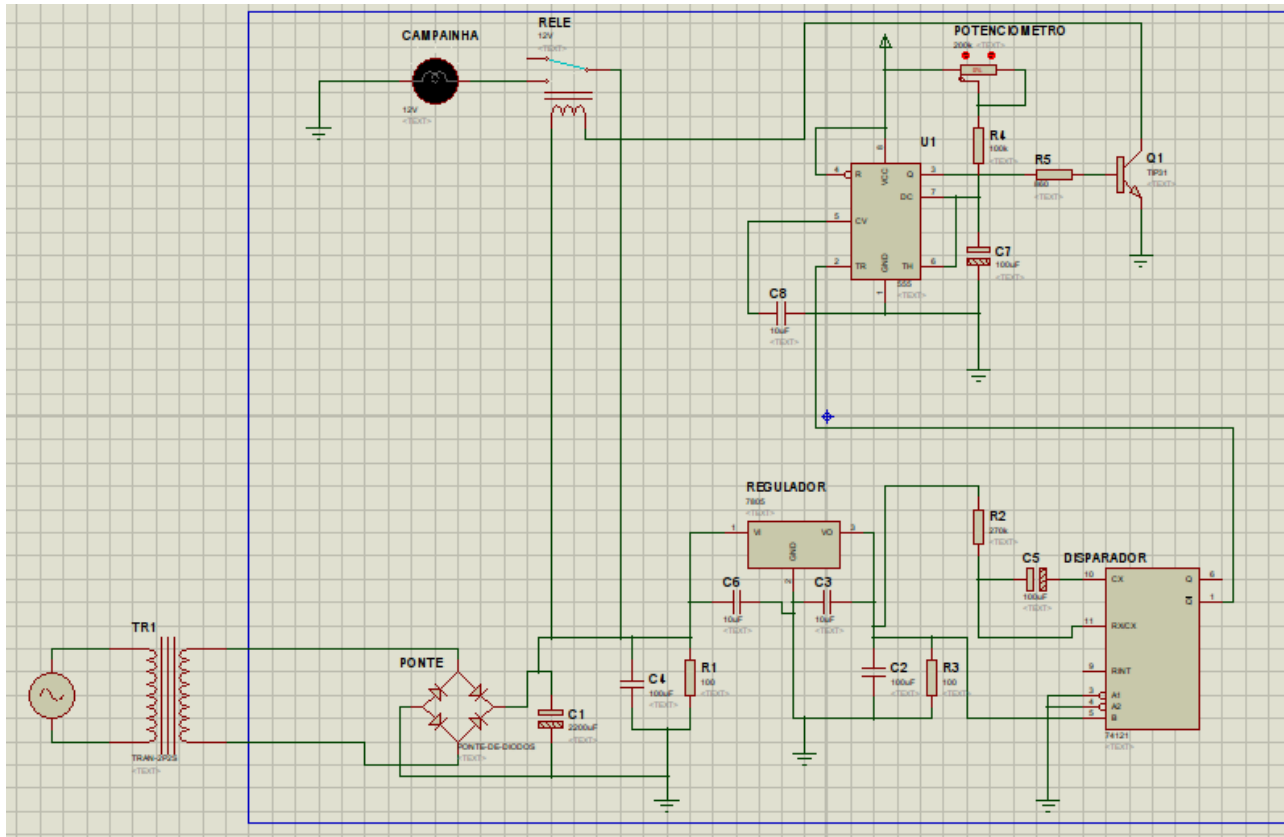 CAMPAINHA
12V
<TEXT>
RELE
12V
<TEXT>
POTENCIOMETRO
200k <TEXT>
U1
4
R
VCC
8
Q
3
DC
7
5
CV
2
TR
GND
1
TH
6
555
<TEXT>
R4
100k
<TEXT>
R5
<TEXT>
Q1
TIP31
<TEXT>
C7
100uF
<TEXT>
C8
10uF
<TEXT>
REGULADOR
7805
<TEXT>
1
VI
VO
3
GND
2
C6
10uF
<TEXT>
C3
10uF
<TEXT>
R2
270k
<TEXT>
C5
100uF
<TEXT>
DISPARADOR
10
CX
Q
6
Q
1
11
RX/CX
9
RINT
3
A1
4
A2
5
B
74121
<TEXT>
TR1
TRAN-2P2S
<TEXT>
PONTE
PONTE-DE-DIODOS
<TEXT>
C1
2200uF
<TEXT>
C4
100uF
<TEXT>
R1
100
<TEXT>
C2
100uF
<TEXT>
R3
100
<TEXT>